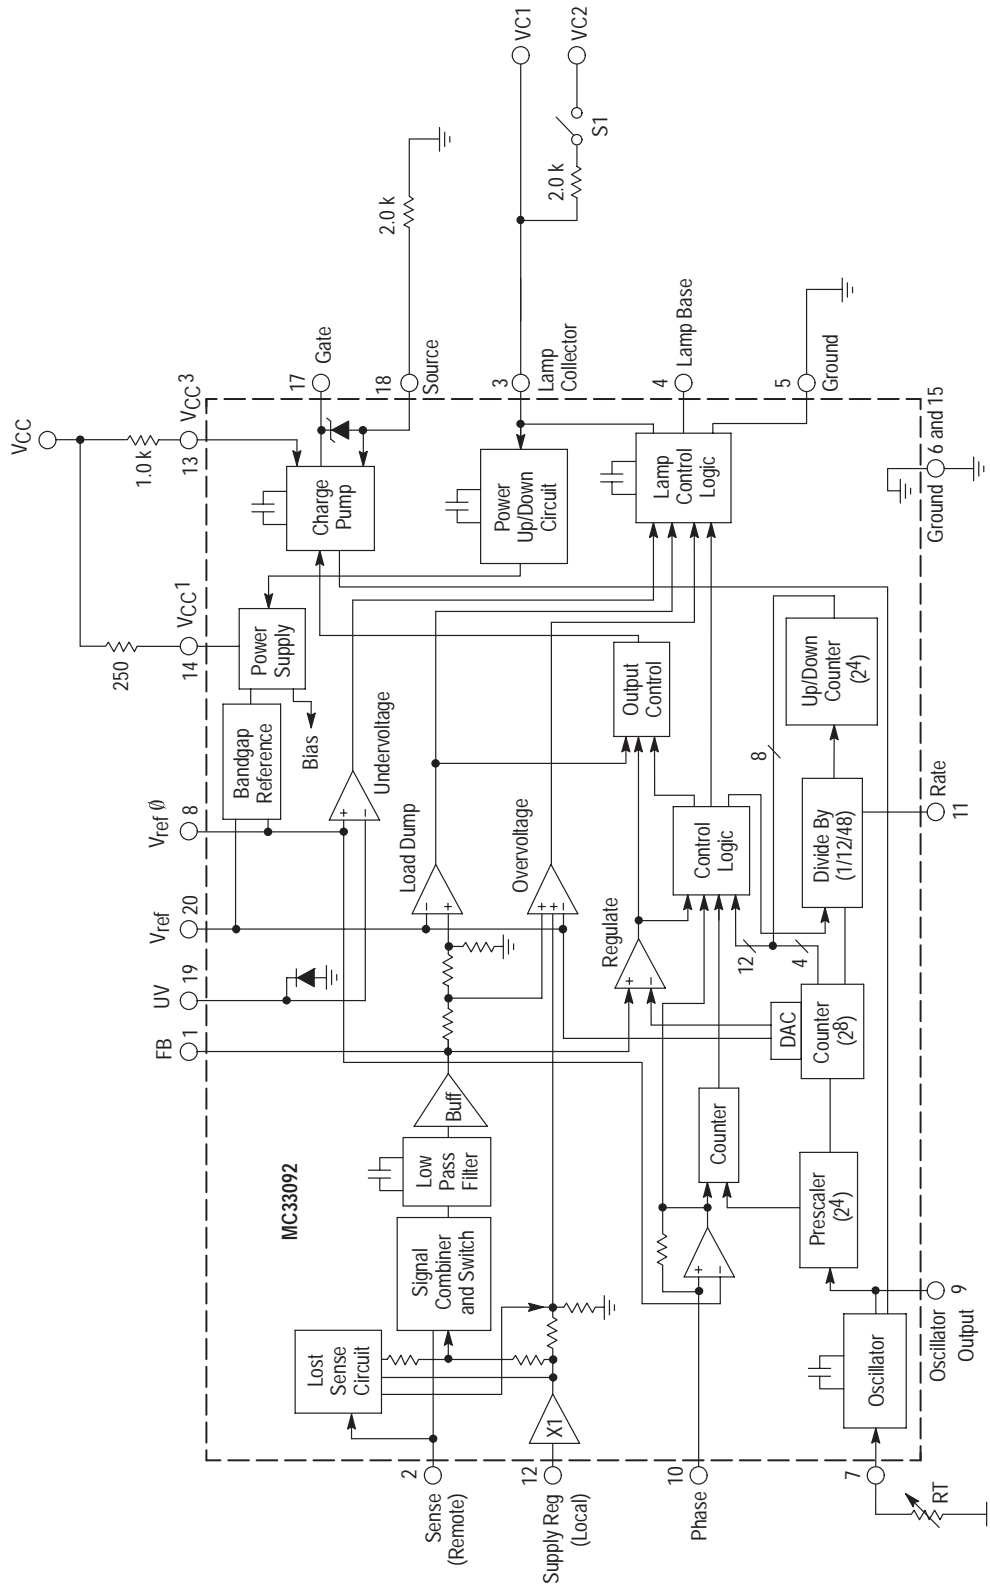 VCC
250
1.0 k
FB 1
UV 19
Vref 20
Vref Ø 8
14 VCC1
13 VCC3
MC33092
2
Sense
(Remote)
12
Supply Reg
(Local)
10
Phase
7
RT
Lost
Sense
Circuit
X1
Signal
Combiner
and Switch
Low
Pass
Filter
Buff
Load Dump
Overvoltage
Undervoltage
Bandgap
Reference
Power
Supply
Bias
Charge
Pump
17
Gate
18
Source
2.0 k
Power
Up/Down
Circuit
3
Lamp
Collector
VC1
VC2
S1
2.0 k
Lamp
Control
Logic
4
Lamp Base
5
Ground
Ground 6 and 15
Regulate
Output
Control
Control
Logic
12
4
8
Counter
DAC
Counter
(28)
Prescaler
(24)
Divide By
(1/12/48)
Up/Down
Counter
(24)
Oscillator
Oscillator
Output
9
11
Rate
+
–
+
–
+
–
+
+
–
+
–